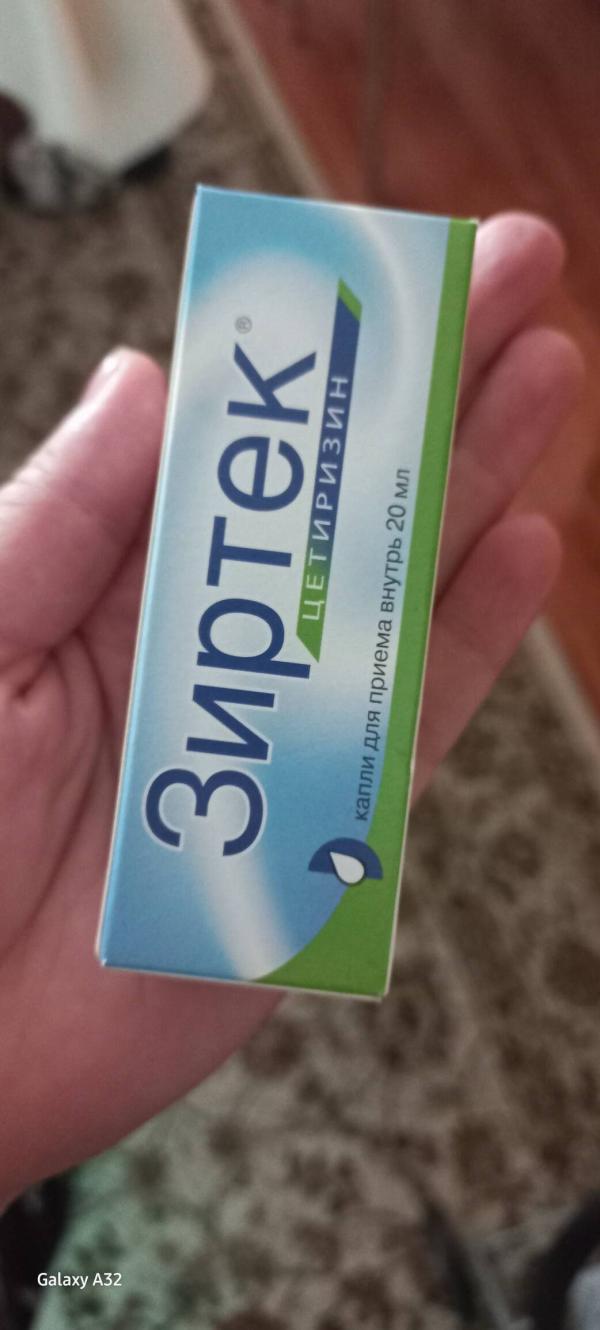 Зиртек®
ЦЕТИРИЗИН
капли для приема внутрь 20 мл
Galaxy A32